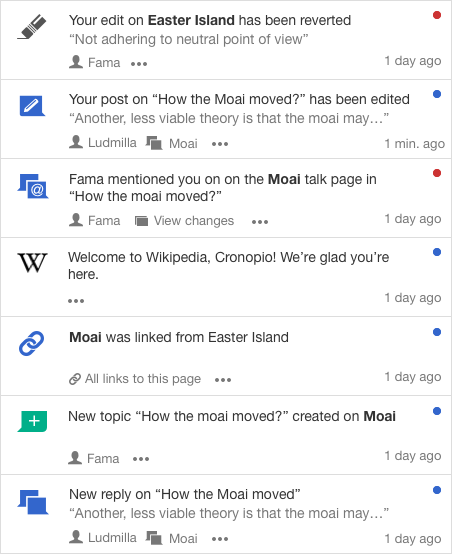 Your edit on Easter Island has been reverted
“Not adhering to neutral point of view”
Fama ••• 1 day ago
Your post on “How the Moai moved?” has been edited
“Another, less viable theory is that the moai may…”
Ludmilla Moai ••• 1 min. ago
@ Fama mentioned you on on the Moai talk page in
“How the moai moved?”
Fama View changes ••• 1 day ago
W Welcome to Wikipedia, Cronopio! We’re glad you’re
here.
••• 1 day ago
Moai was linked from Easter Island
All links to this page ••• 1 day ago
New topic “How the moai moved?” created on Moai
Fama ••• 1 day ago
New reply on “How the Moai moved”
“Another, less viable theory is that the moai may…”
Ludmilla Moai ••• 1 day ago